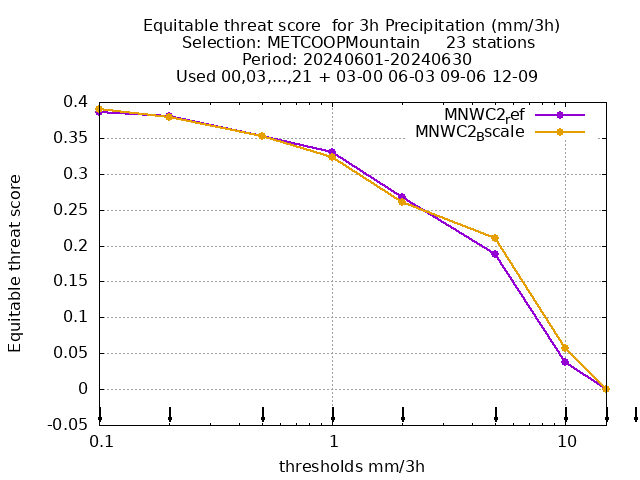 Equitable threat score  for 3h Precipitation (mm/3h)
Selection: METCOOPMountain     23 stations
Period: 20240601-20240630
Used 00,03,...,21 + 03-00 06-03 09-06 12-09
MNWC2ref
MNWC2Bscale
0.4
0.35
0.3
0.25
0.2
0.15
0.1
0.05
0
-0.05
0.1
1
10
Equitable threat score
thresholds mm/3h